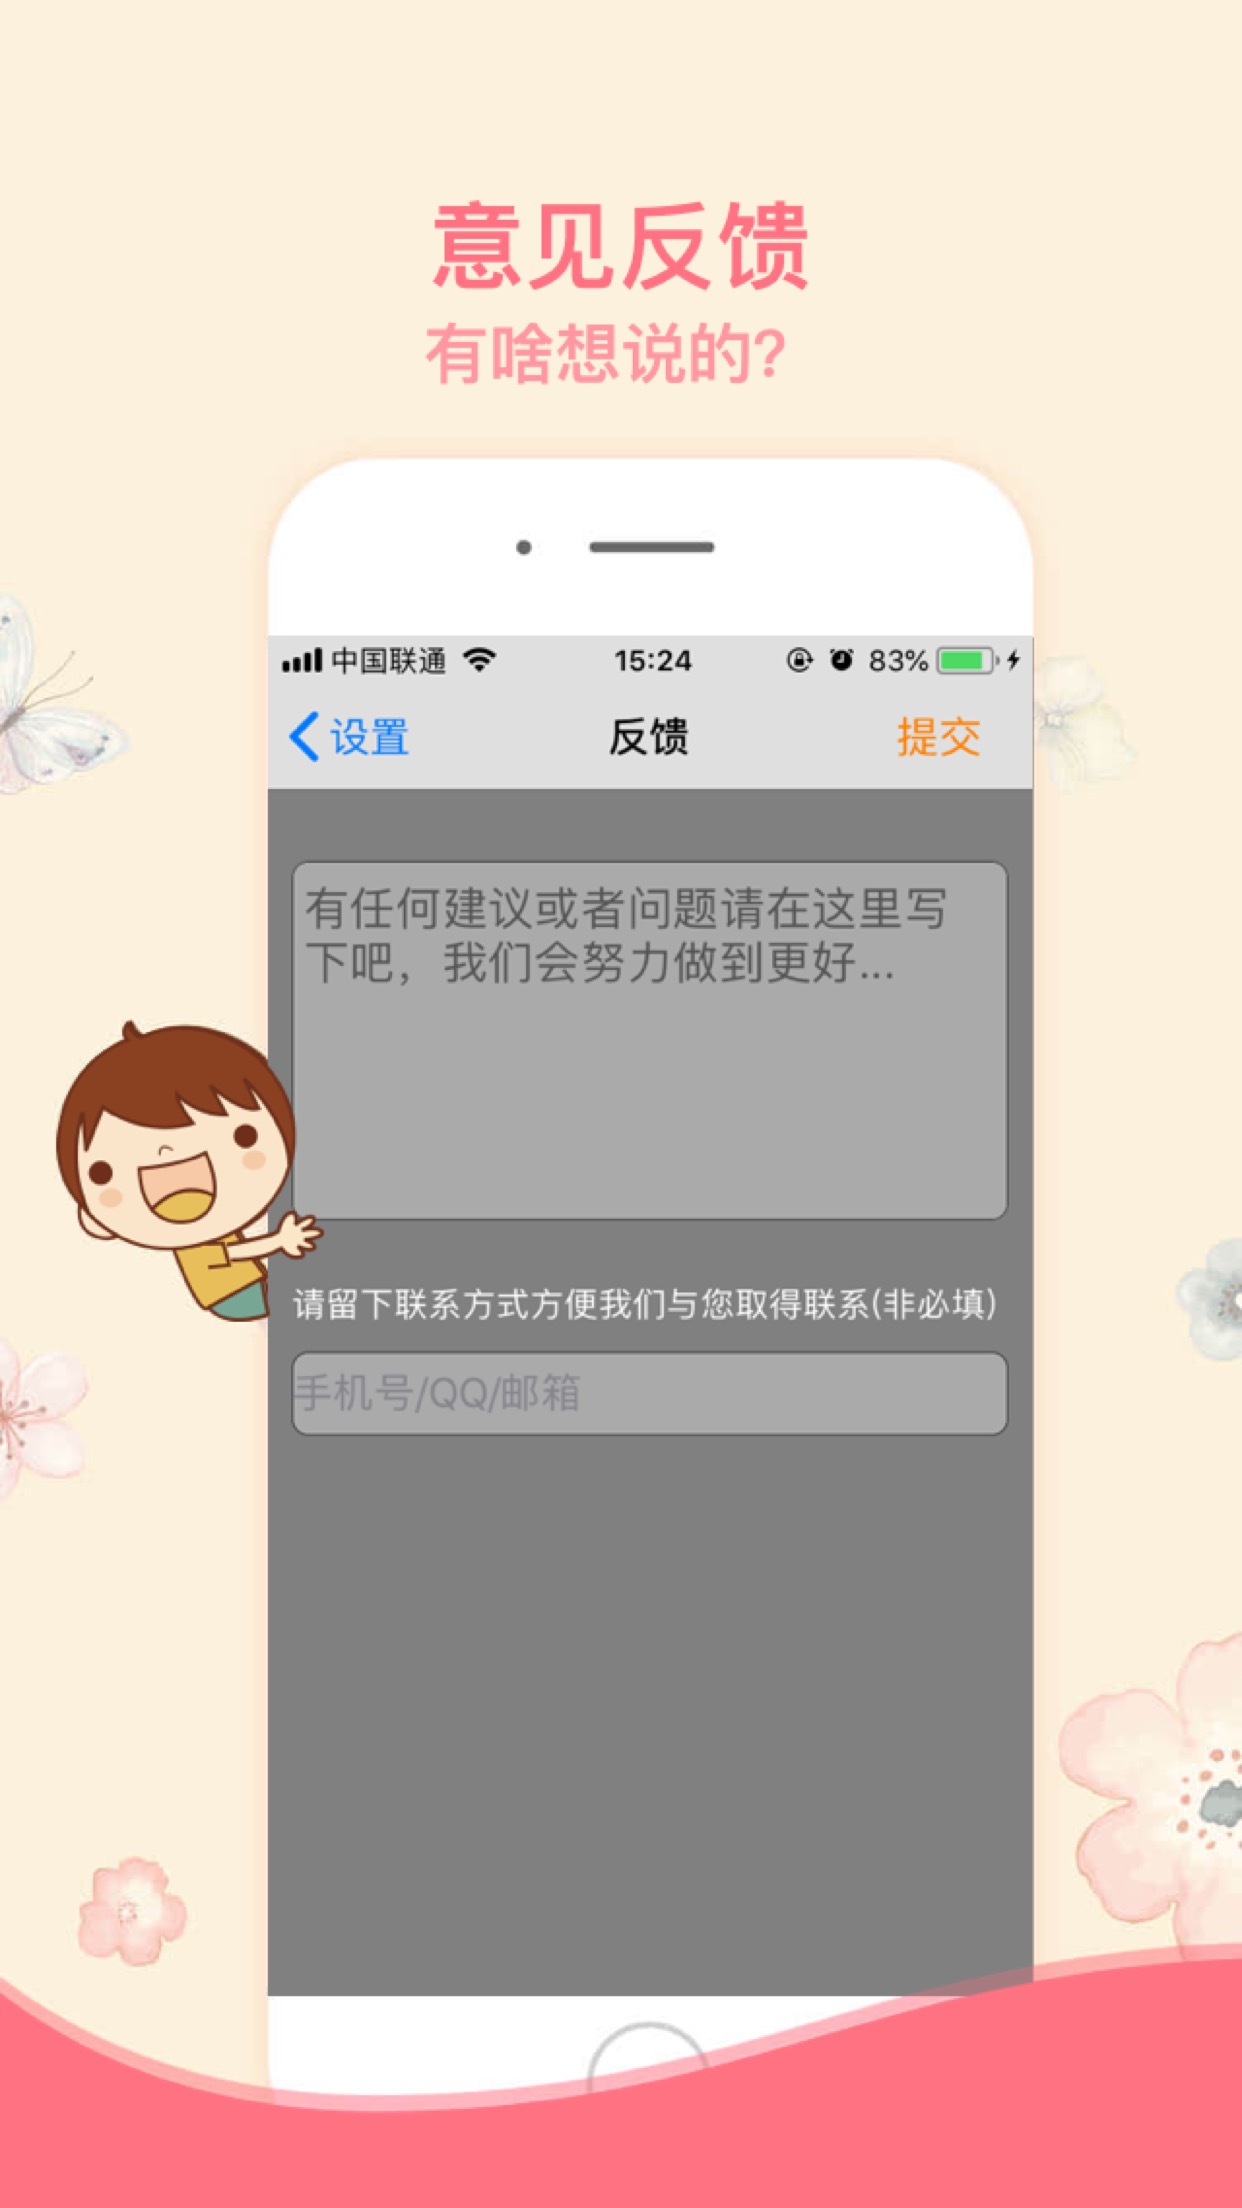 意见反馈
有啥想说的?
中国联通 15:24 83%
设置 反馈 提交
有任何建议或者问题请在这里写
下吧，我们会努力做到更好...
请留下联系方式方便我们与您取得联系(非必填)
手机号/QQ/邮箱